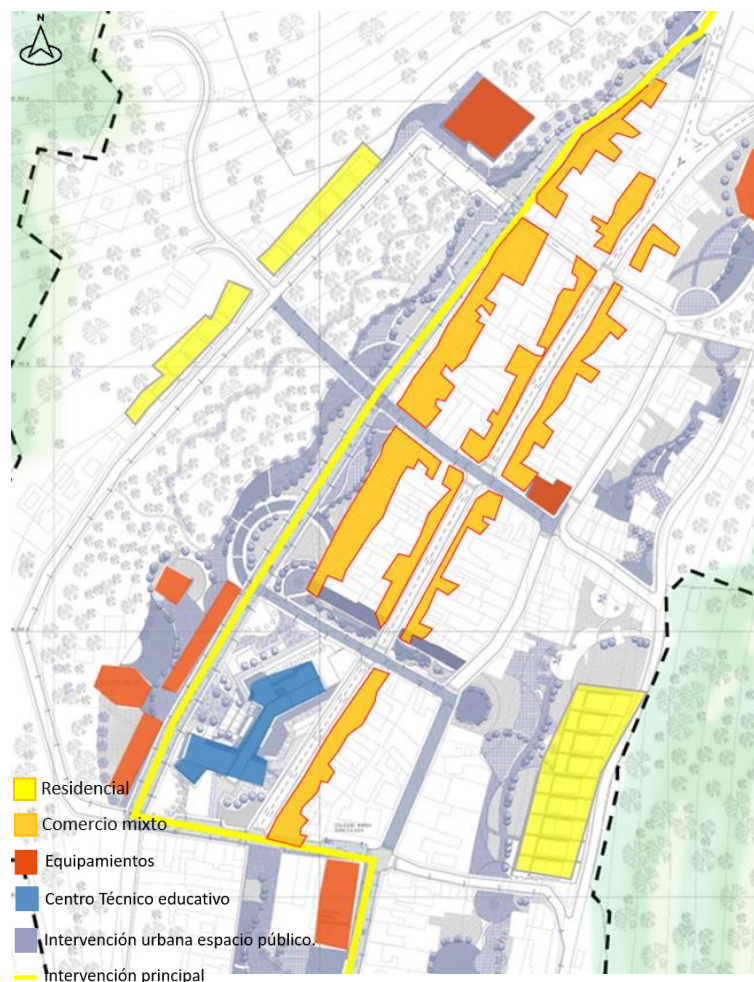 N
Residencial
Comercio mixto
Equipamientos
Centro Técnico educativo
Intervención urbana espacio público.
Intervención principal